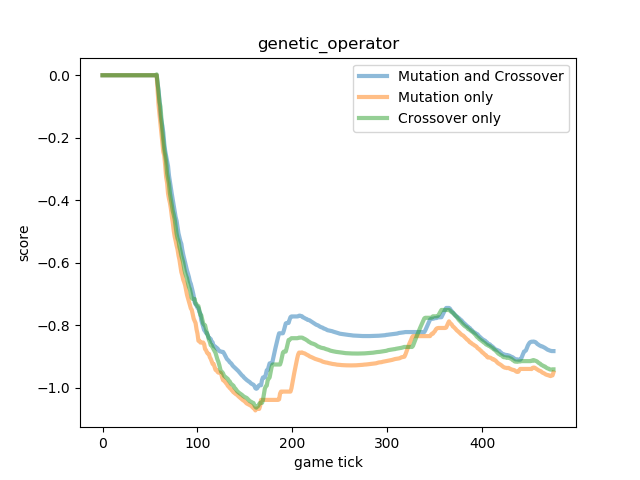 genetic_operator
Mutation and Crossover
Mutation only
Crossover only
0.0
−0.2
−0.4
−0.6
−0.8
−1.0
score
0
100
200
300
400
game tick